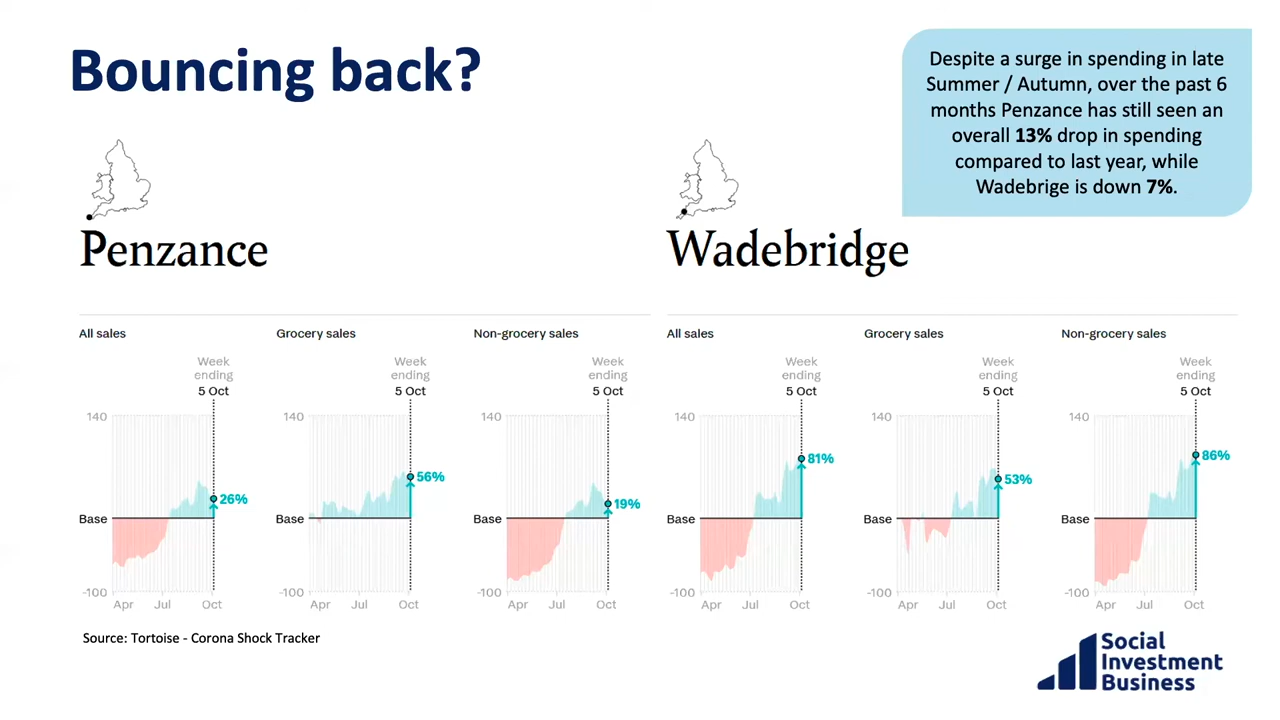 Bouncing back?
Despite a surge in spending in late
Summer / Autumn, over the past 6
months Penzance has still seen an
overall 13% drop in spending
compared to last year, while
Wadebrige is down 7%.
Penzance
All sales
Week
ending
5 Oct
140
26%
Base
-100
Apr Jul Oct
Grocery sales
Week
ending
5 Oct
140
56%
Base
-100
Apr Jul Oct
Non-grocery sales
Week
ending
5 Oct
140
19%
Base
-100
Apr Jul Oct
Wadebridge
All sales
Week
ending
5 Oct
140
81%
Base
-100
Apr Jul Oct
Grocery sales
Week
ending
5 Oct
140
53%
Base
-100
Apr Jul Oct
Non-grocery sales
Week
ending
5 Oct
140
86%
Base
-100
Apr Jul Oct
Source: Tortoise - Corona Shock Tracker
Social
Investment
Business